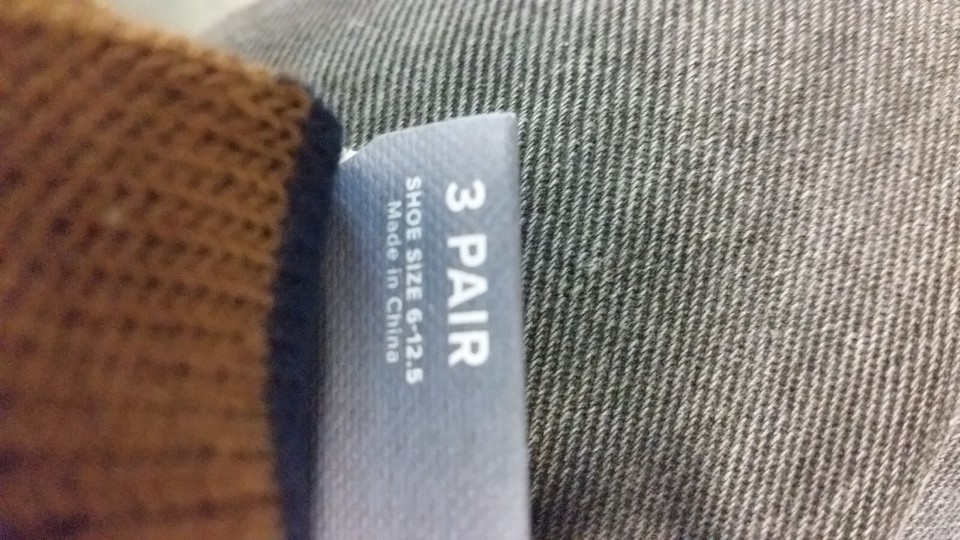 3 PAIR
SHOE SIZE 6-12.5
Made in China